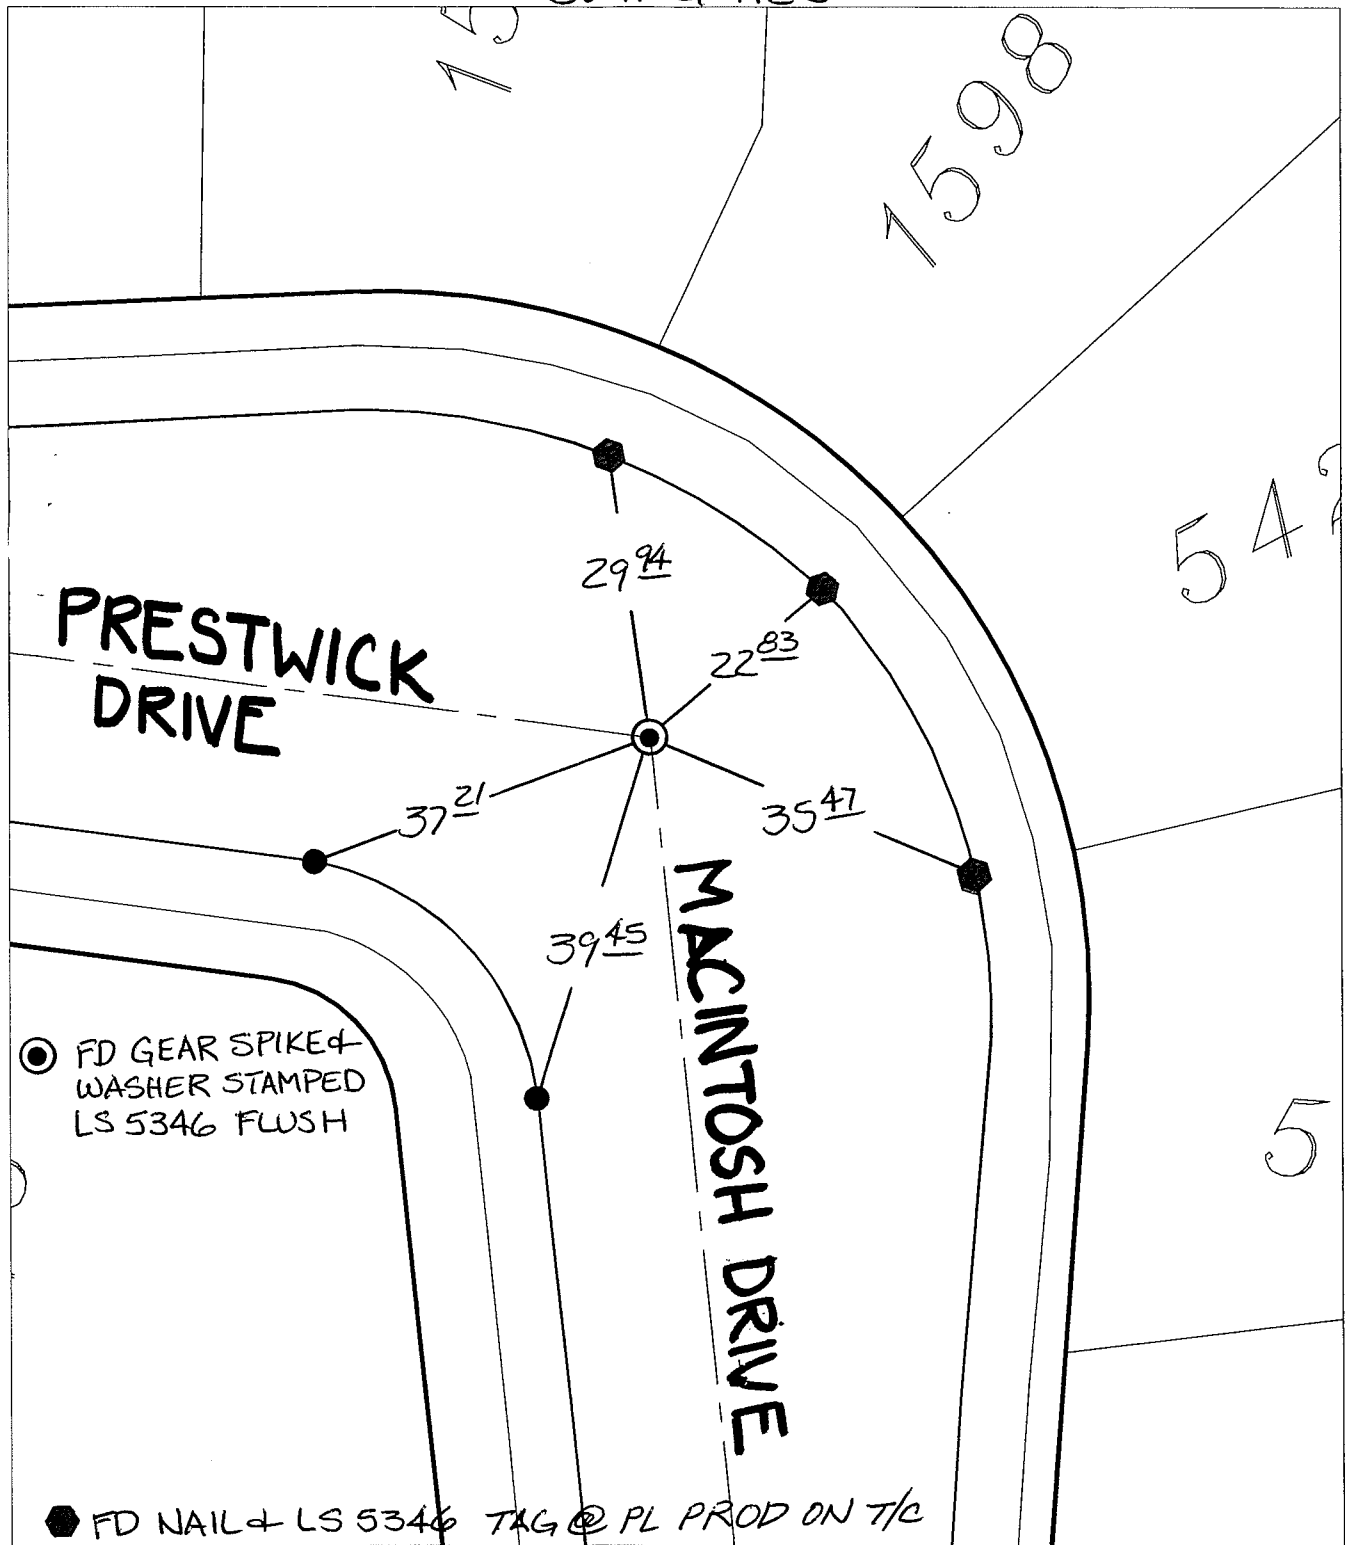 1598
542
29 94
22 83
PRESTWICK
DRIVE
37 21
35 47
39 45
MACINTOSH DRIVE
FD GEAR SPIKE &
WASHER STAMPED
LS 5346 FLUSH
5
FD NAIL & LS 5346 TAG @ PL PROD ON T/C